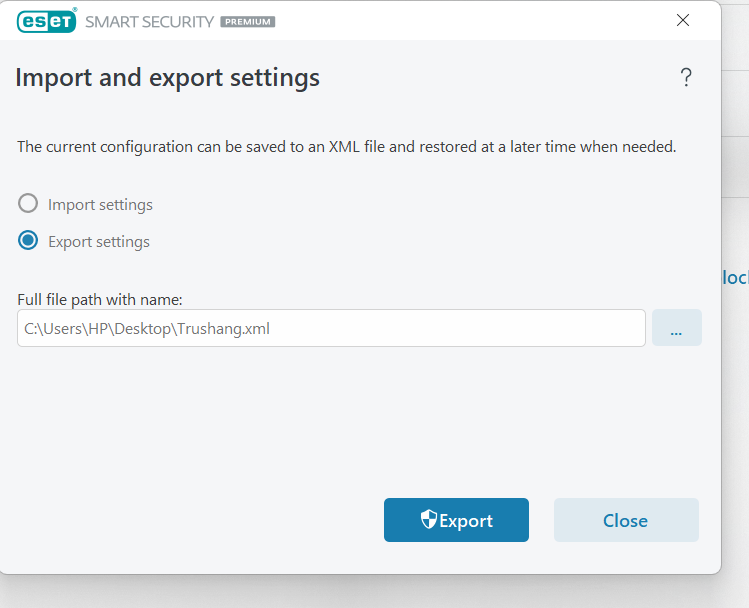 eseT® SMART SECURITY PREMIUM
Import and export settings
?
The current configuration can be saved to an XML file and restored at a later time when needed.
Import settings
Export settings
Full file path with name:
C:\Users\HP\Desktop\Trushang.xml
...
Export
Close